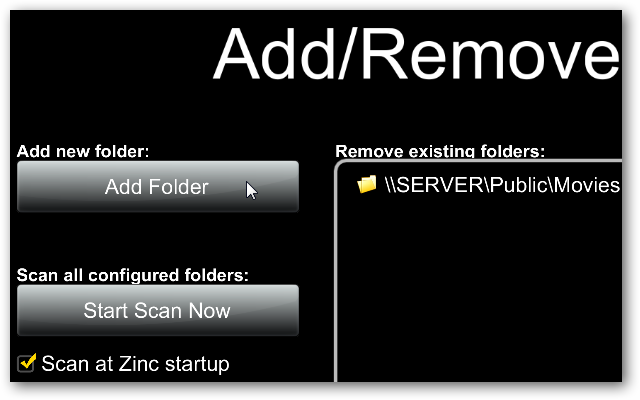 Add/Remove
Add new folder:
Add Folder
Remove existing folders:
\\SERVER\Public\Movies
Scan all configured folders:
Start Scan Now
Scan at Zinc startup